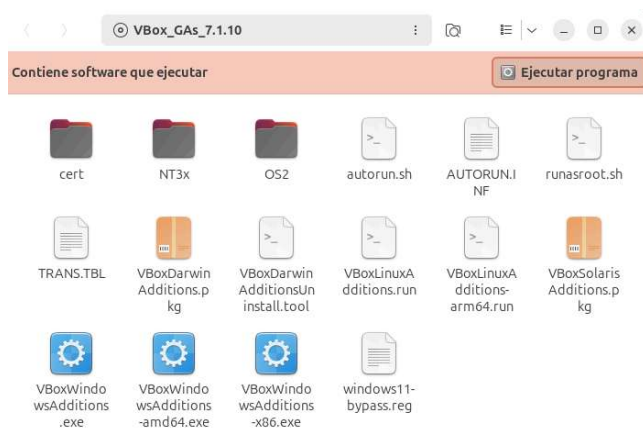 VBox_GAs_7.1.10
Contiene software que ejecutar
Ejecutar programa
cert
NT3x
OS2
autorun.sh
AUTORUN.I
NF
runasroot.sh
TRANS.TBL
VBoxDarwin
Additions.p
kg
VBoxDarwin
AdditionsUn
install.tool
VBoxLinuxA
dditions.run
VBoxLinuxA
dditions-
arm64.run
VBoxSolaris
Additions.p
kg
VBoxWindo
wsAdditions
.exe
VBoxWindo
wsAdditions
-amd64.exe
VBoxWindo
wsAdditions
-x86.exe
windows11-
bypass.reg